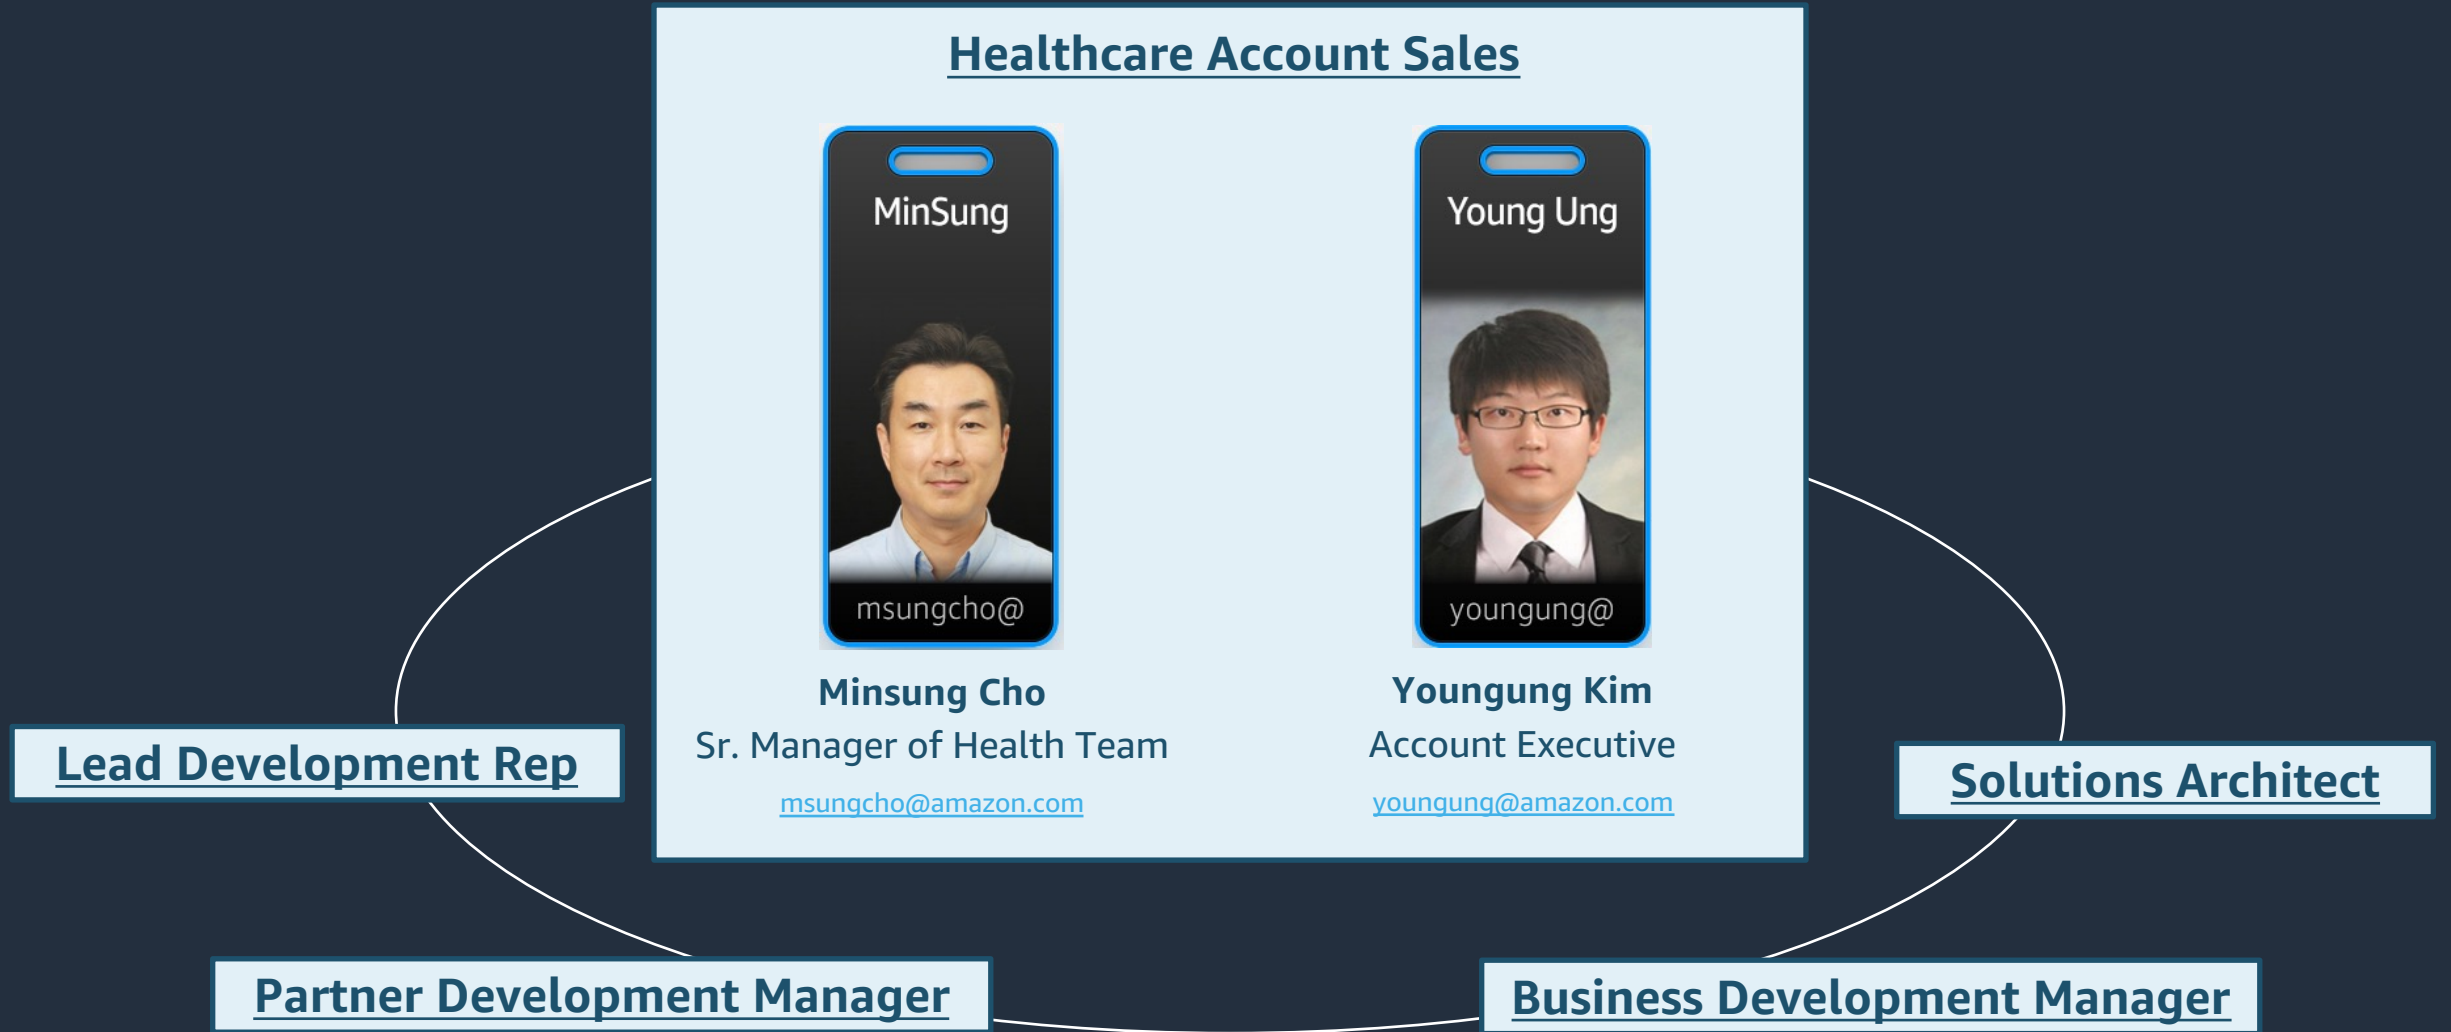 Healthcare Account Sales
MinSung
msungcho@
Minsung Cho
Sr. Manager of Health Team
msungcho@amazon.com
Young Ung
youngung@
Youngung Kim
Account Executive
youngung@amazon.com
Lead Development Rep
Solutions Architect
Partner Development Manager
Business Development Manager